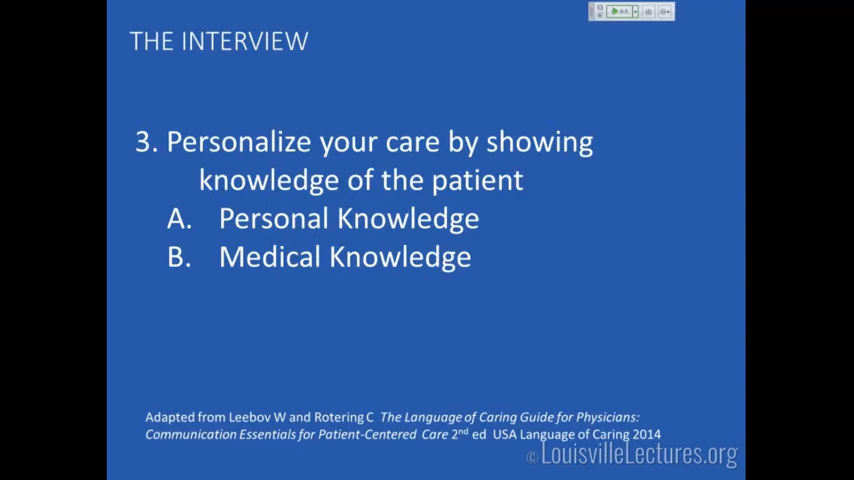 THE INTERVIEW
3. Personalize your care by showing
knowledge of the patient
A. Personal Knowledge
B. Medical Knowledge
Adapted from Leebov W and Rotering C The Language of Caring Guide for Physicians:
Communication Essentials for Patient-Centered Care 2nd ed USA Language of Caring 2014
© LouisvilleLectures.org